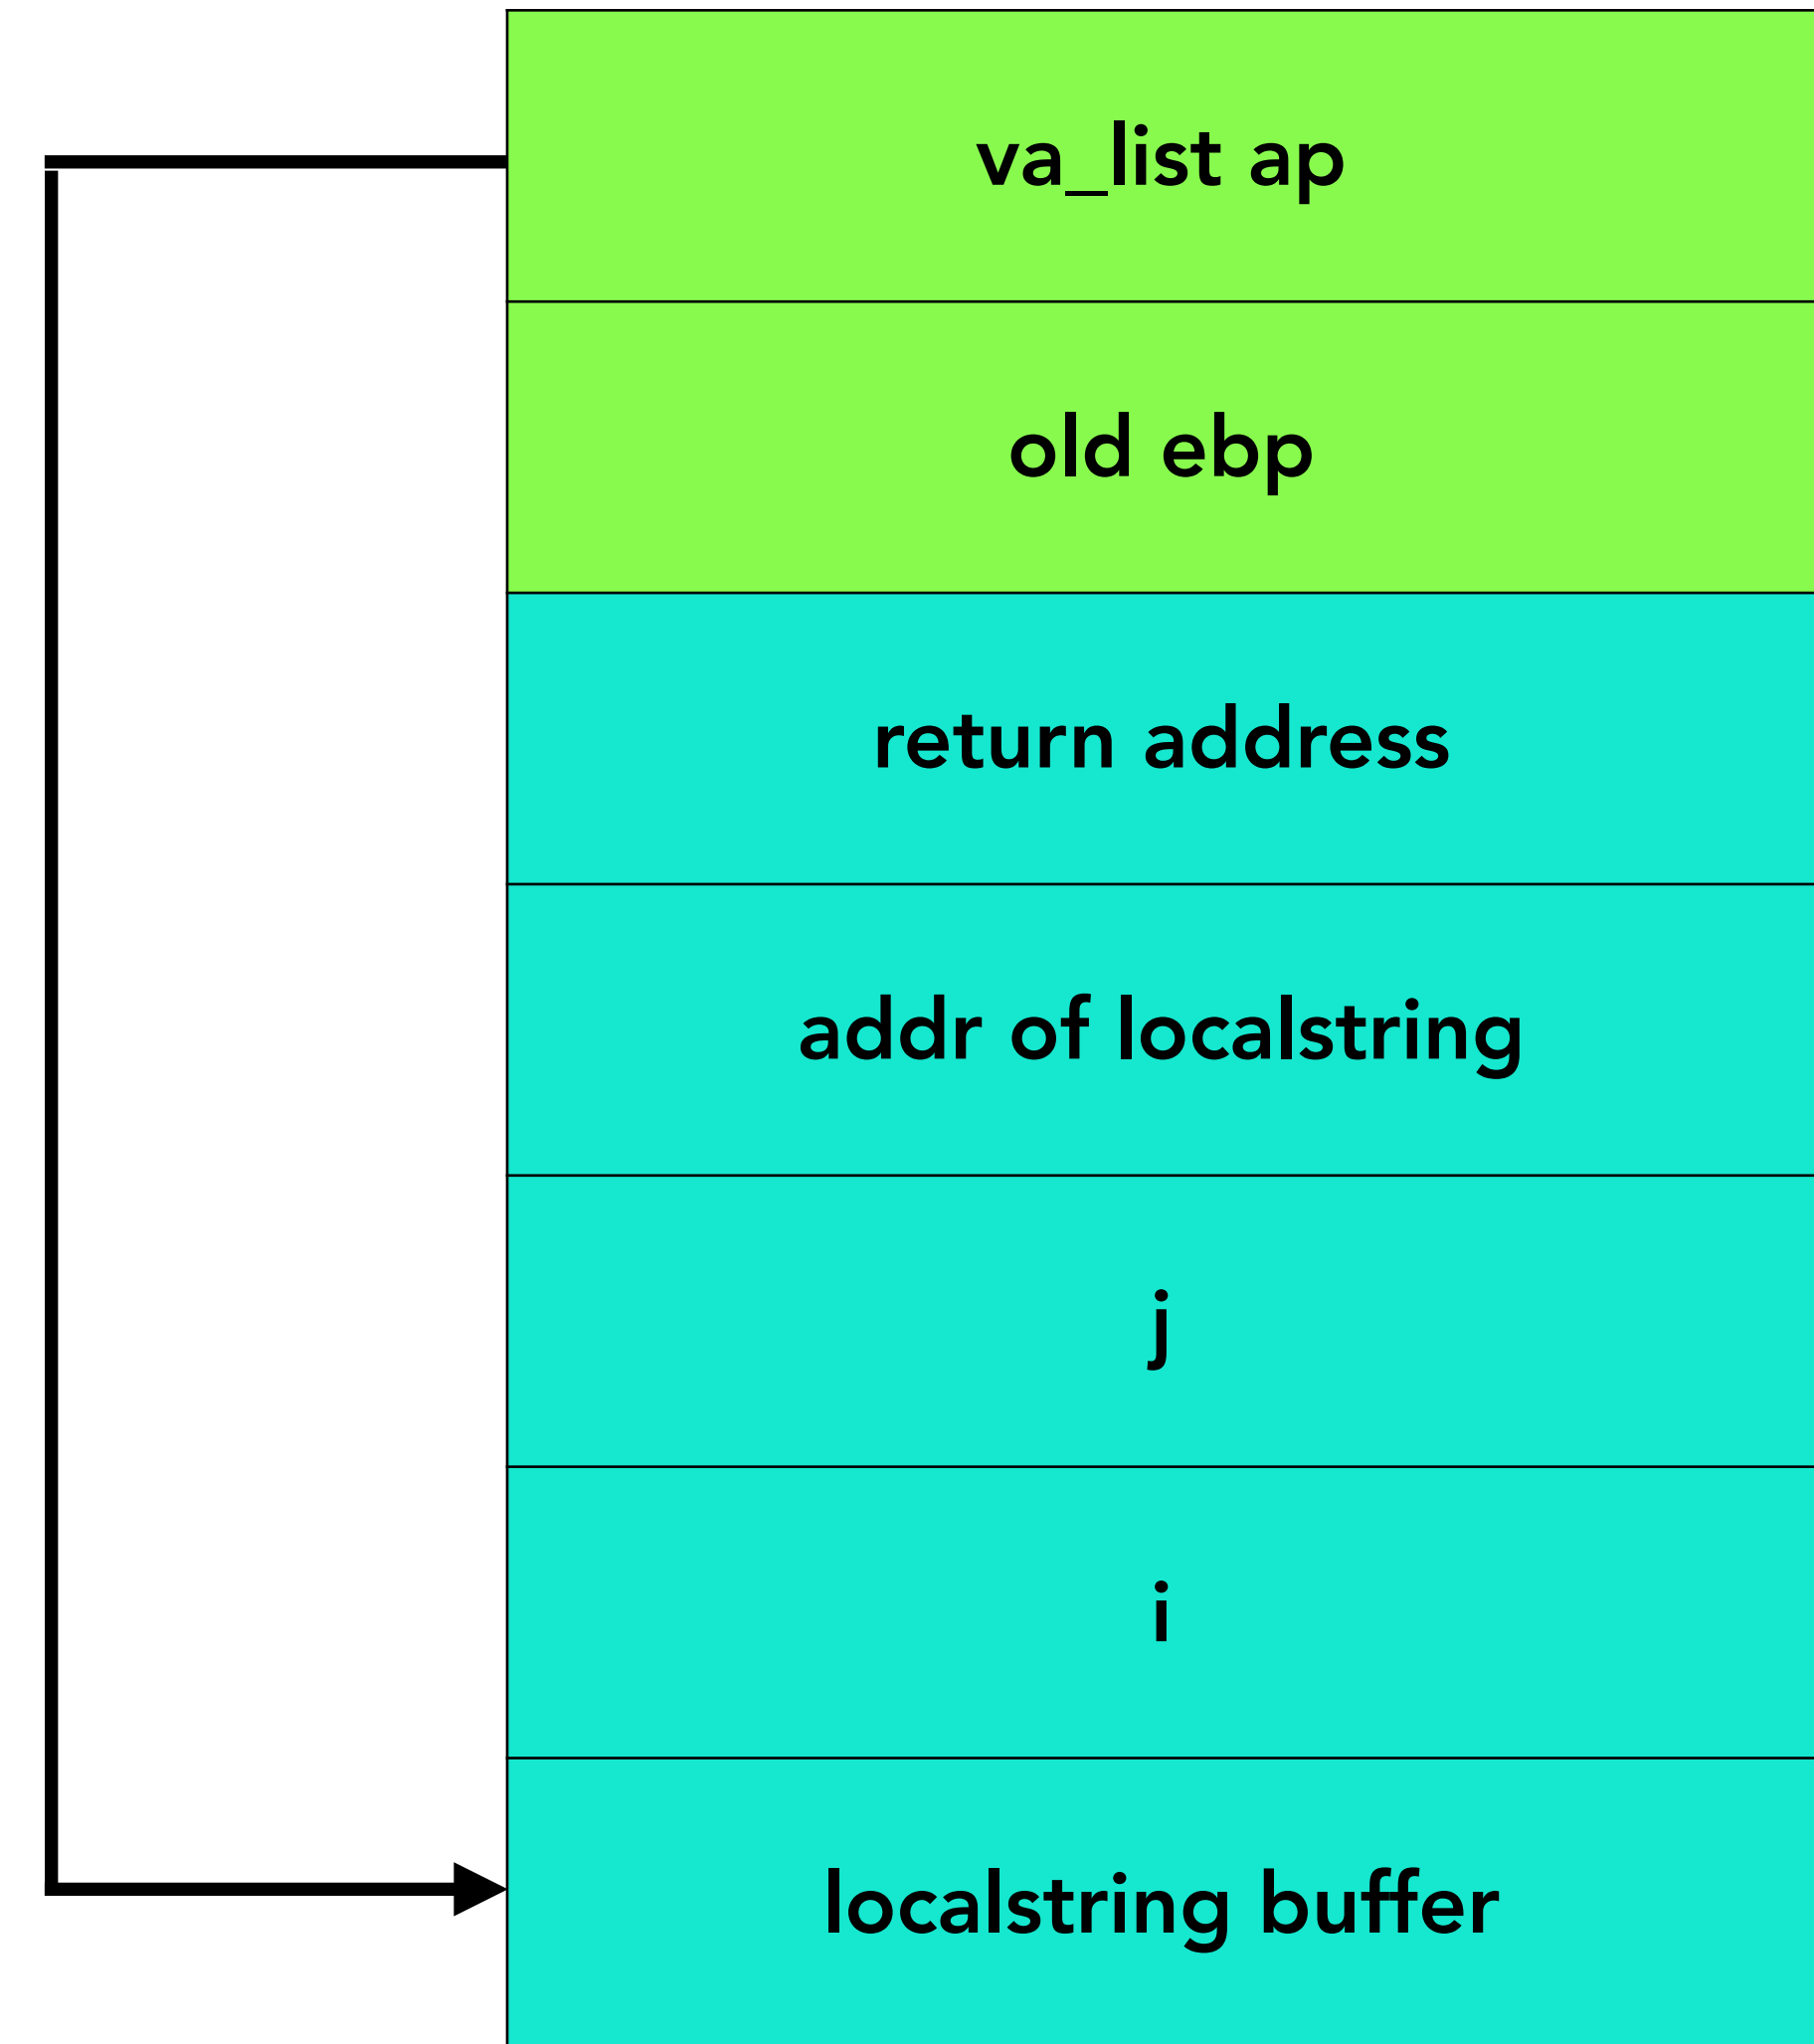 va_list ap
old ebp
return address
addr of localstring
j
i
localstring buffer